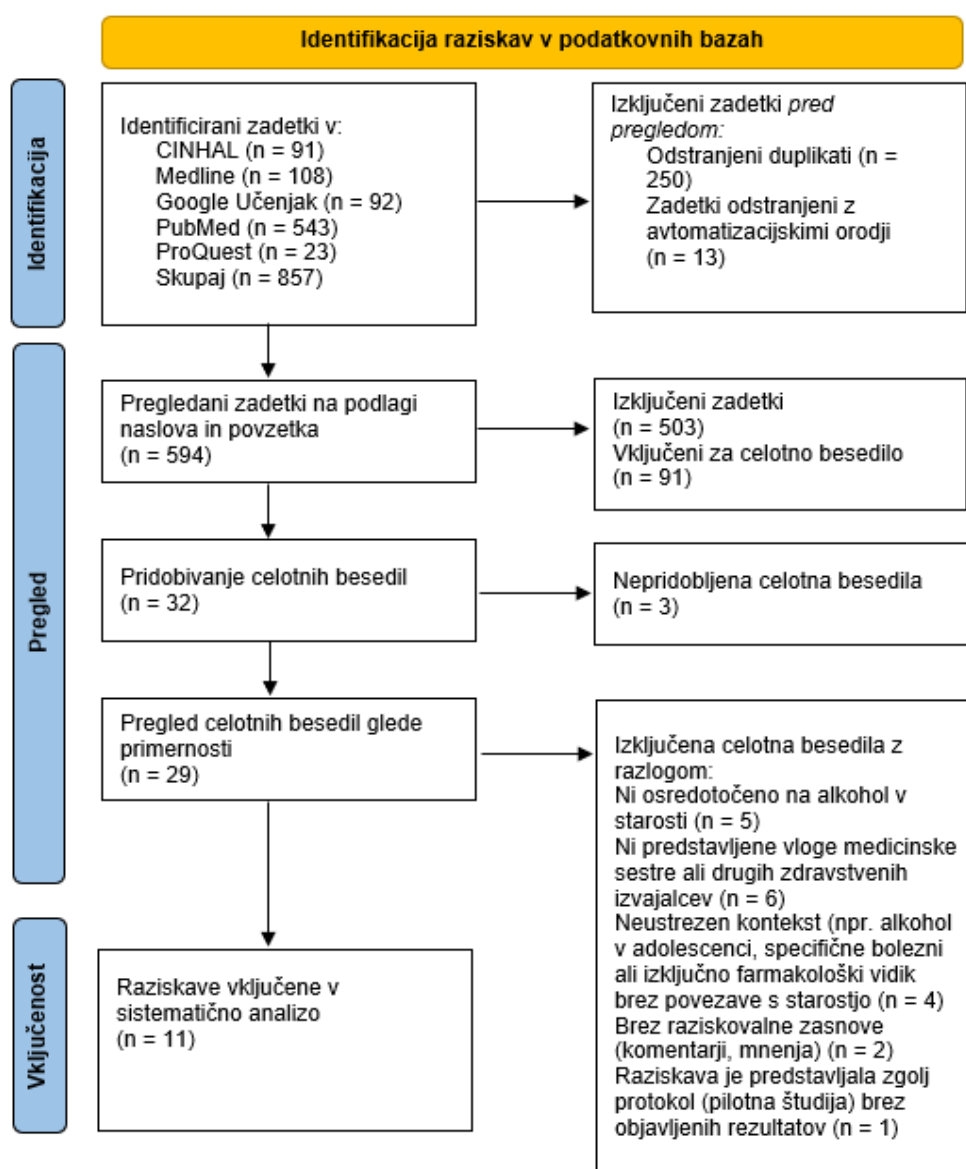 Identifikacija raziskav v podatkovnih bazah
Identifikacija
Identificirani zadetki v:
CINHAL (n = 91)
Medline (n = 108)
Google Učenjak (n = 92)
PubMed (n = 543)
ProQuest (n = 23)
Skupaj (n = 857)
Izključeni zadetki pred
pregledom:
Odstranjeni duplikati (n =
250)
Zadetki odstranjeni z
avtomatizacijskimi orodji
(n = 13)
Pregled
Pregledani zadetki na podlagi
naslova in povzetka
(n = 594)
Izključeni zadetki
(n = 503)
Vključeni za celotno besedilo
(n = 91)
Pridobivanje celotnih besedil
(n = 32)
Nepridobljena celotna besedila
(n = 3)
Pregled celotnih besedil glede
primernosti
(n = 29)
Izključena celotna besedila z
razlogom:
Ni osredotočeno na alkohol v
starosti (n = 5)
Ni predstavljene vloge medicinske
sestre ali drugih zdravstvenih
izvajalcev (n = 6)
Neustrezen kontekst (npr. alkohol
v adolescenci, specifične bolezni
ali izključno farmakološki vidik
brez povezave s starostjo (n = 4)
Brez raziskovalne zasnove
(komentarji, mnenja) (n = 2)
Raziskava je predstavljala zgolj
protokol (pilotna študija) brez
objavljenih rezultatov (n = 1)
Vključenost
Raziskave vključene v
sistematično analizo
(n = 11)